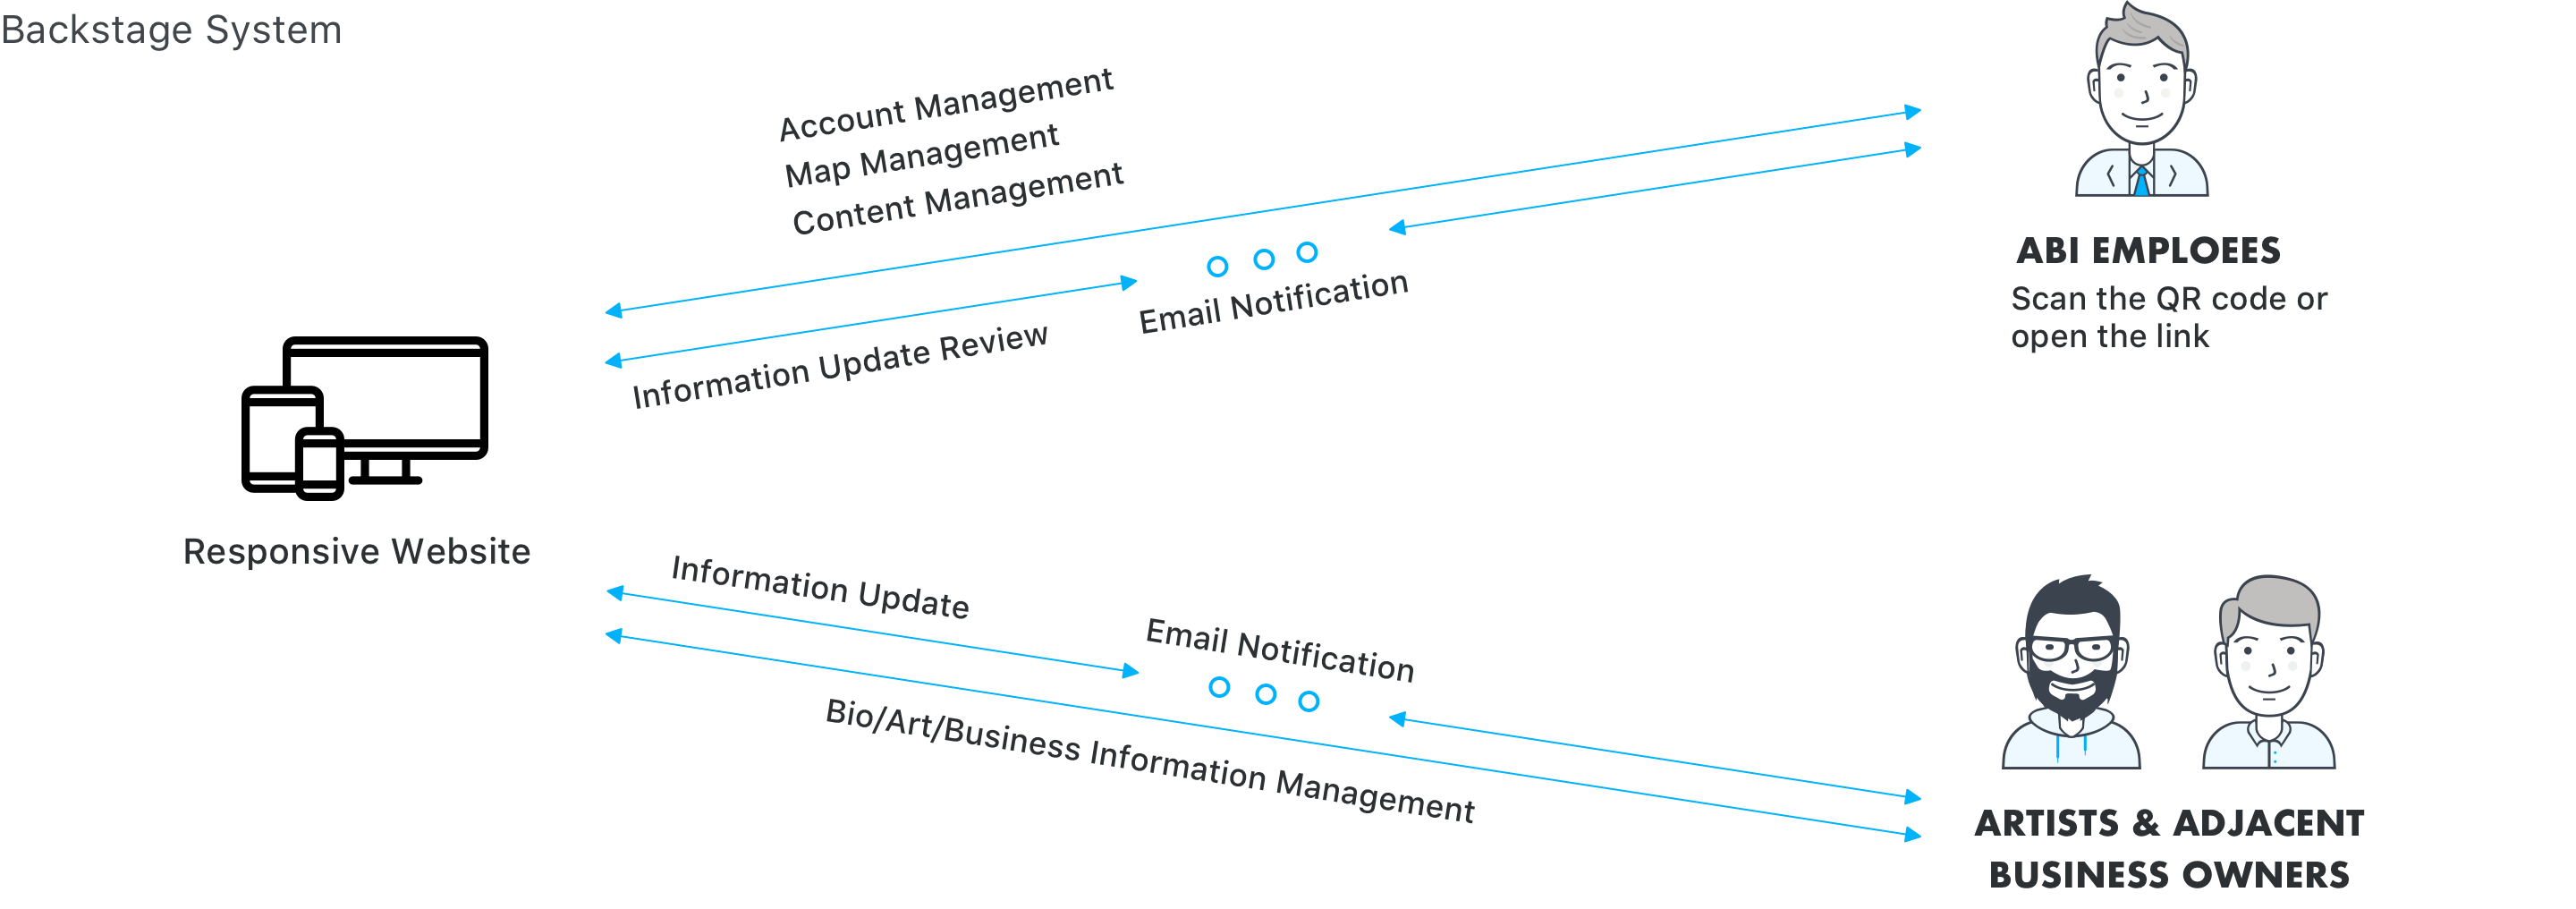 Backstage System
Account Management
Map Management
Content Management
Email Notification
Information Update Review
ABI EMPLOEES
Scan the QR code or
open the link
Responsive Website
Information Update
Email Notification
Bio/Art/Business Information Management
ARTISTS & ADJACENT
BUSINESS OWNERS